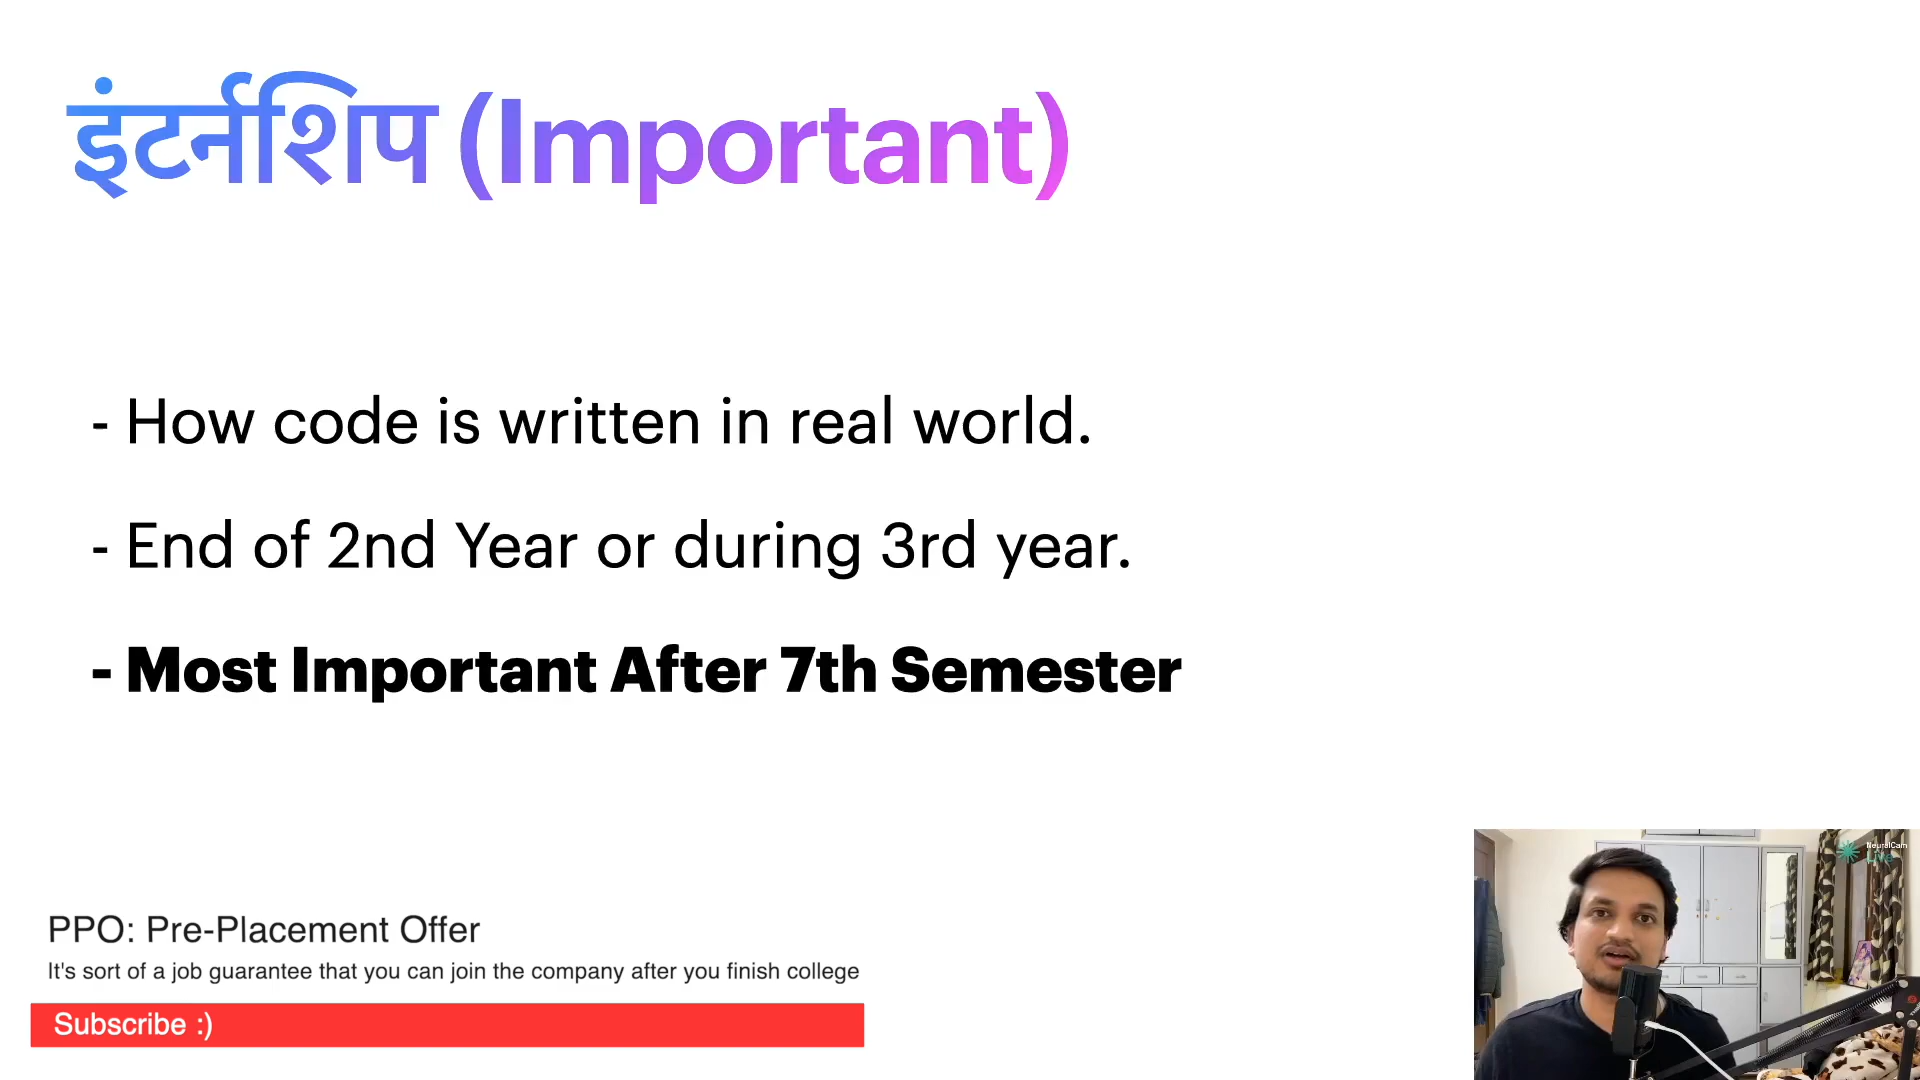 इंटर्नशिप (Important)
- How code is written in real world.
- End of 2nd Year or during 3rd year.
- Most Important After 7th Semester
PPO: Pre-Placement Offer
It's sort of a job guarantee that you can join the company after you finish college
Subscribe :)
NeuralCam
LIVE